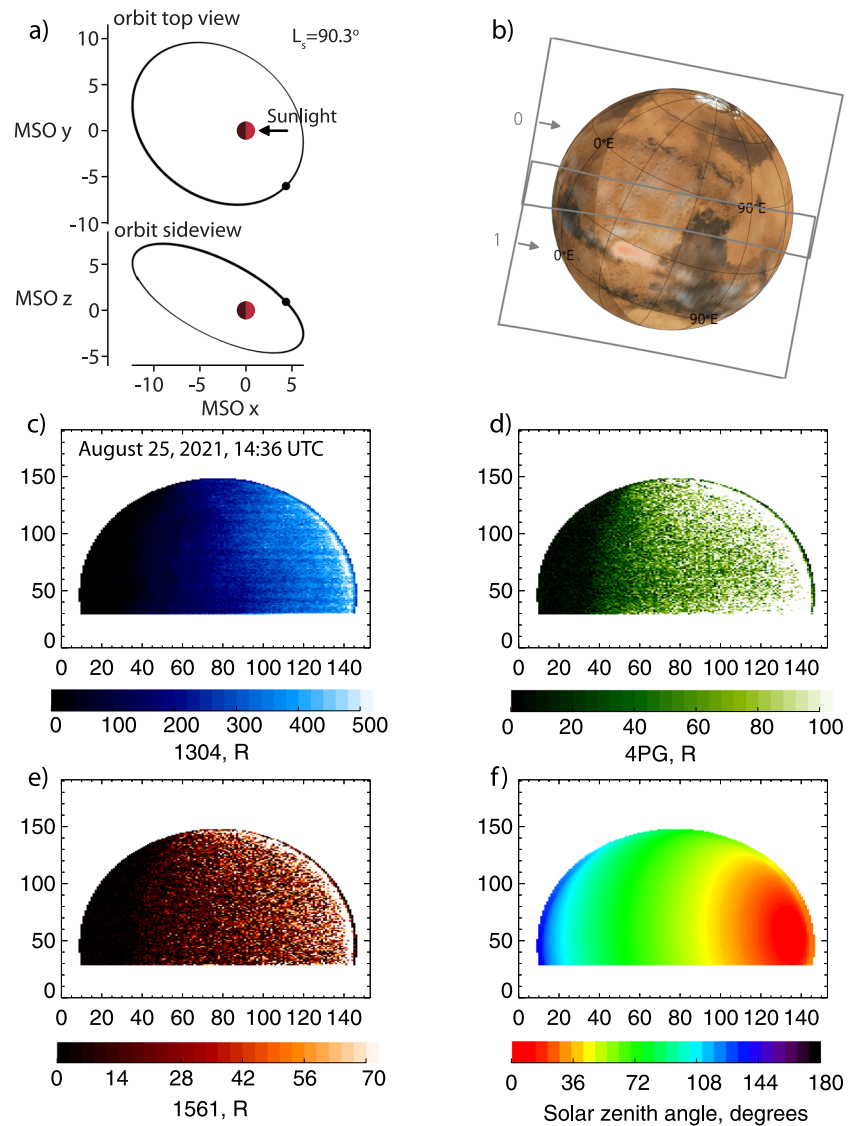 a)
orbit top view
L_s=90.3°
10
5
MSO y 0
-5
-10
Sunlight
orbit sideview
5
MSO z 0
-5
-10 -5 0 5
MSO x
b)
0
0°E
90°E
1
0°E
90°E
c)
August 25, 2021, 14:36 UTC
150
100
50
0
0 20 40 60 80 100 120 140
0 100 200 300 400 500
1304, R
d)
150
100
50
0
0 20 40 60 80 100 120 140
0 20 40 60 80 100
4PG, R
e)
150
100
50
0
0 20 40 60 80 100 120 140
0 14 28 42 56 70
1561, R
f)
150
100
50
0
0 20 40 60 80 100 120 140
0 36 72 108 144 180
Solar zenith angle, degrees